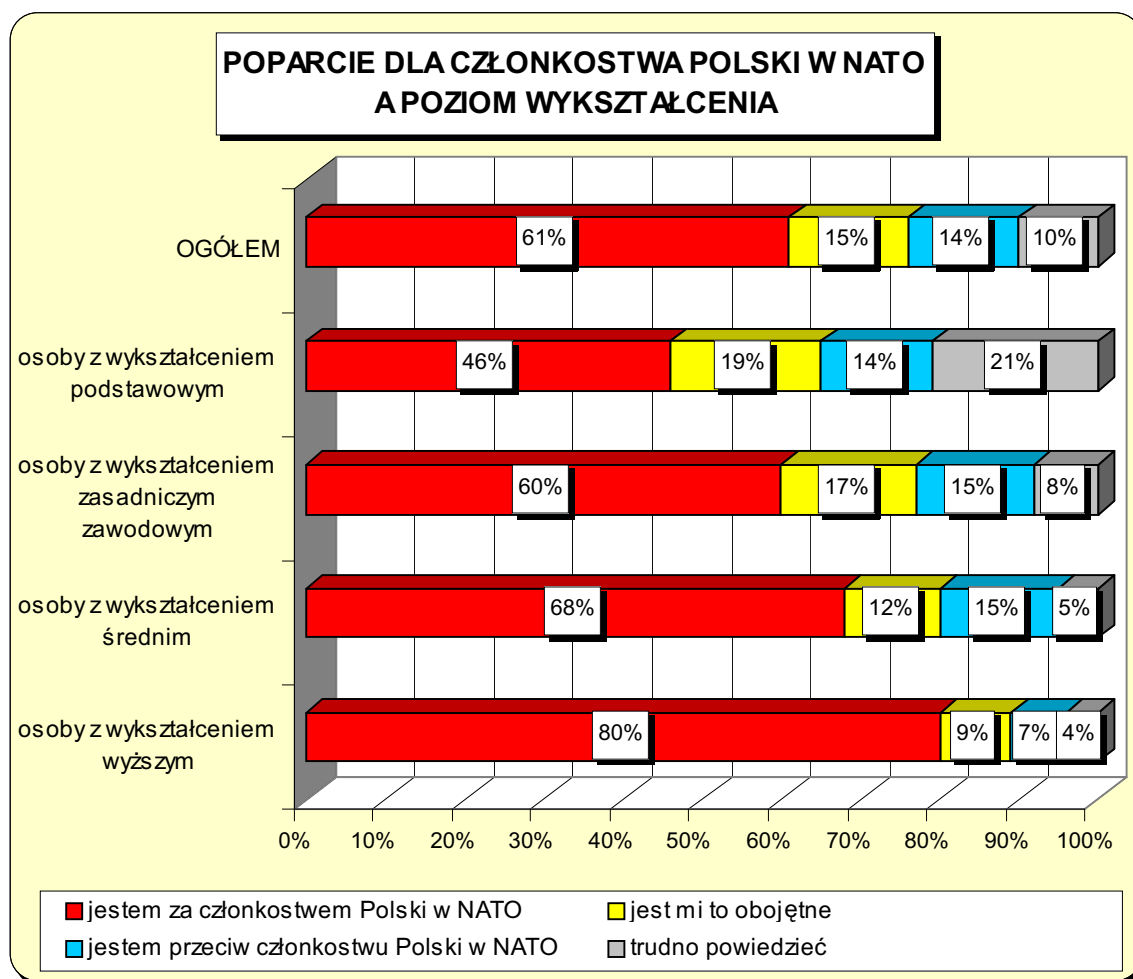 POPARCIE DLA CZŁONKOSTWA POLSKI W NATO
A POZIOM WYKSZTAŁCENIA
OGÓŁEM
61% 15% 14% 10%
osoby z wykształceniem
podstawowym
46% 19% 14% 21%
osoby z wykształceniem
zasadniczym
zawodowym
60% 17% 15% 8%
osoby z wykształceniem
średnim
68% 12% 15% 5%
osoby z wykształceniem
wyższym
80% 9% 7% 4%
0% 10% 20% 30% 40% 50% 60% 70% 80% 90% 100%
jestem za członkostwem Polski w NATO
jest mi to obojętne
jestem przeciw członkostwu Polski w NATO
trudno powiedzieć